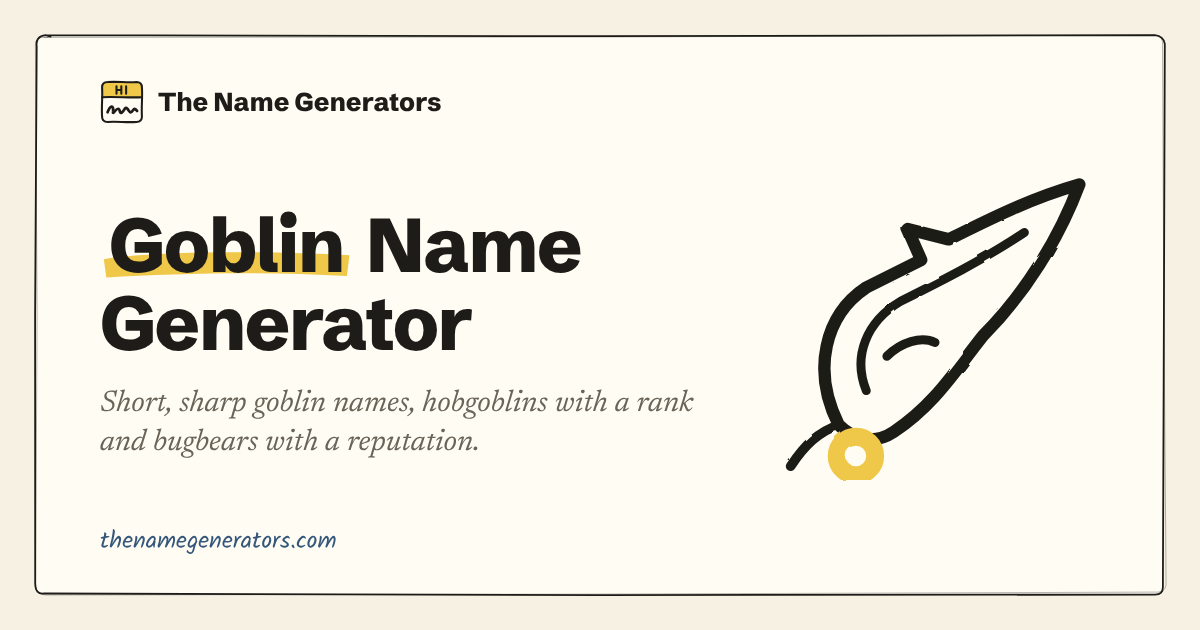 HI
The Name Generators
Goblin Name
Generator
Short, sharp goblin names, hobgoblins with a rank
and bugbears with a reputation.
thenamegenerators.com